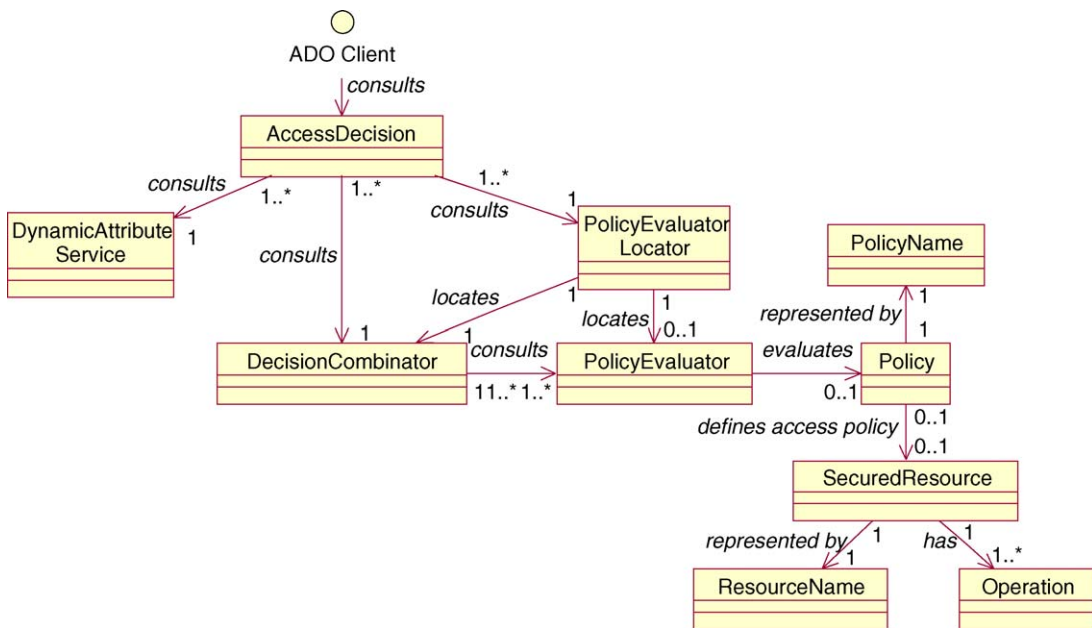 ADO Client
consults
AccessDecision
consults
1..*
1..*
1..*
1
consults
1
DynamicAttribute
Service
PolicyEvaluator
Locator
PolicyName
consults
locates
1
1
locates
0..1
1
represented by
1
1
1
DecisionCombinator
consults
PolicyEvaluator
evaluates
Policy
11..*
1..*
0..1
0..1
defines access policy
0..1
SecuredResource
represented by
1
has
1
1
1..*
ResourceName
Operation